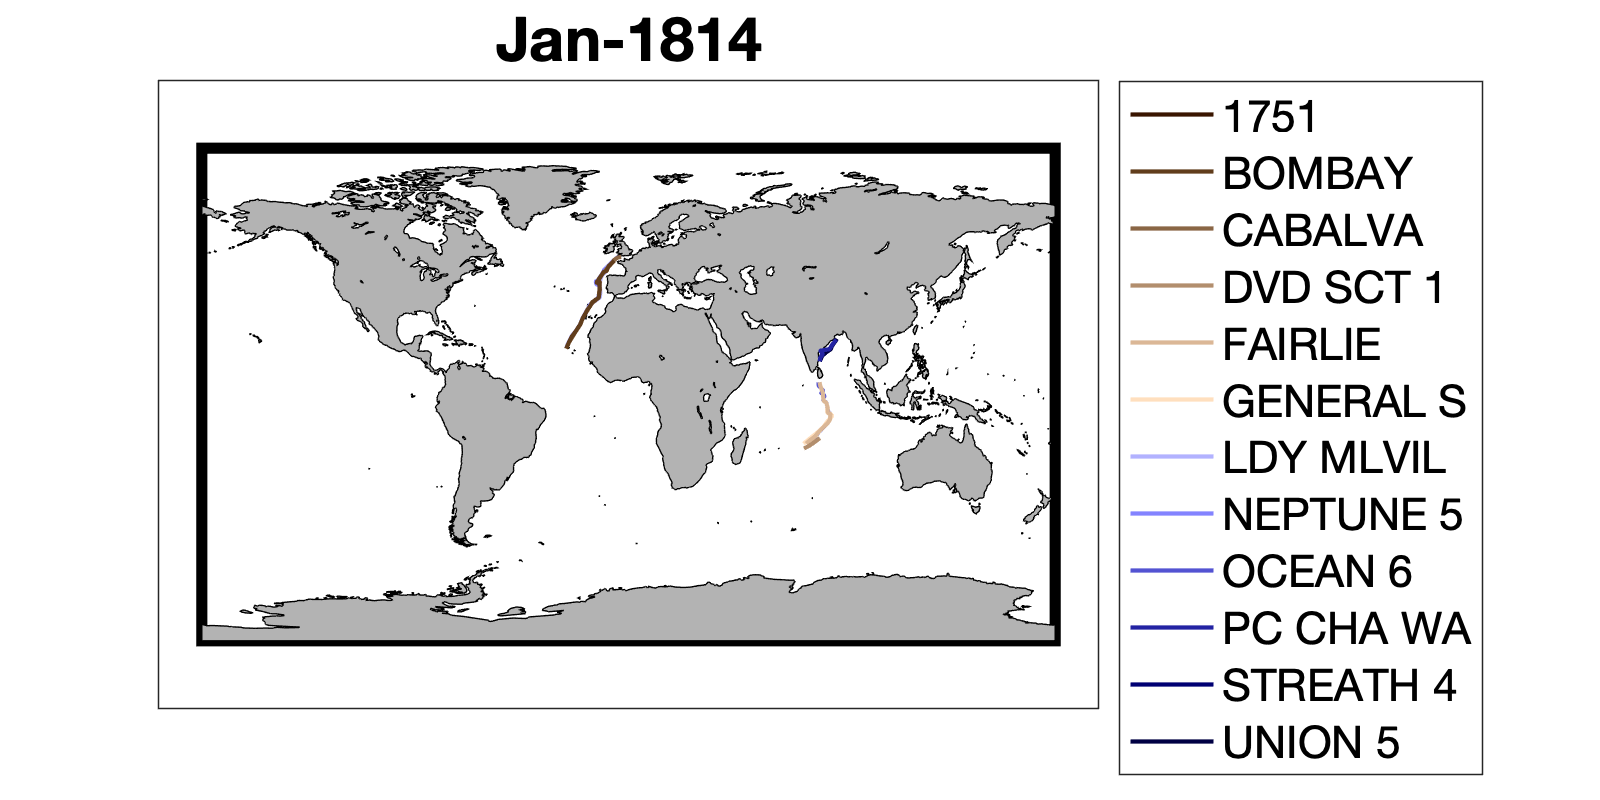 Jan-1814
1751
BOMBAY
CABALVA
DVD SCT 1
FAIRLIE
GENERAL S
LDY MLVIL
NEPTUNE 5
OCEAN 6
PC CHA WA
STREATH 4
UNION 5